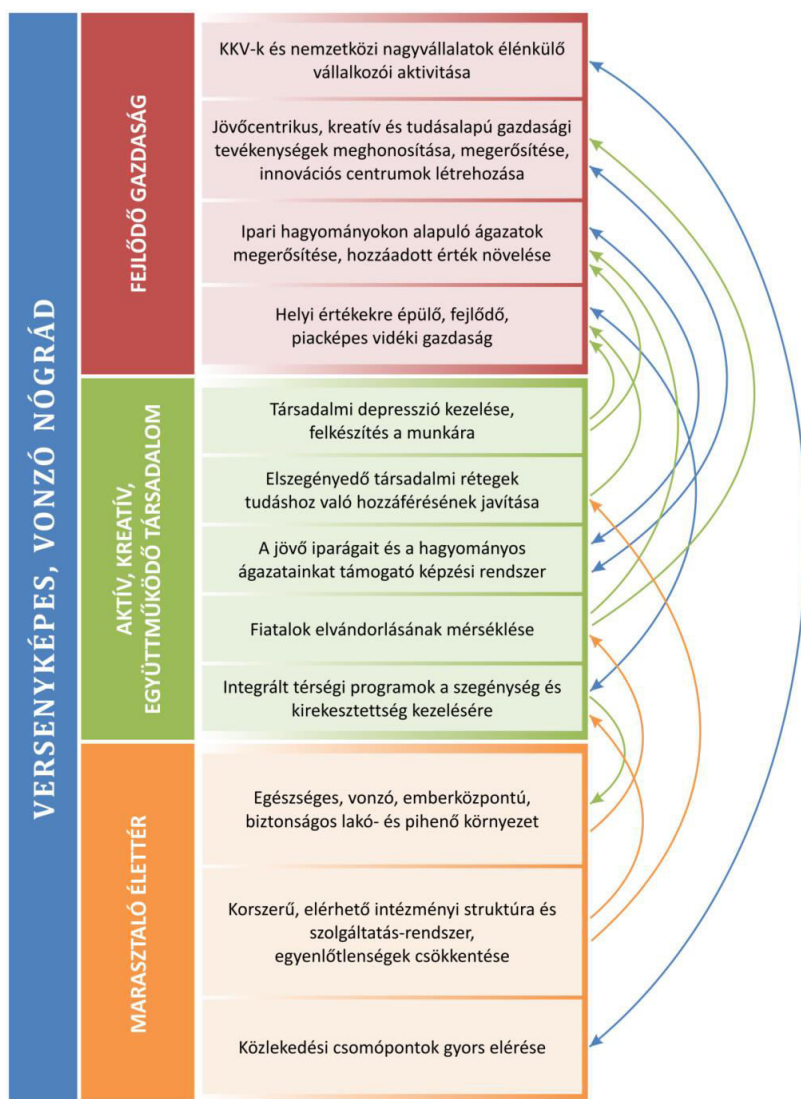 VERSENYKÉPES, VONZÓ NÓGRÁD
FEJLŐDŐ GAZDASÁG
KKV-k és nemzetközi nagyvállalatok élénkülő
vállalkozói aktivitása
Jövőcentrikus, kreatív és tudásalapú gazdasági
tevékenységek meghonosítása, megerősítése,
innovációs centrumok létrehozása
Ipari hagyományokon alapuló ágazatok
megerősítése, hozzáadott érték növelése
Helyi értékekre épülő, fejlődő,
piacképes vidéki gazdaság
AKTÍV, KREATÍV,
EGYÜTTMŰKÖDŐ TÁRSADALOM
Társadalmi depresszió kezelése,
felkészítés a munkára
Elszegényedő társadalmi rétegek
tudáshoz való hozzáférésének javítása
A jövő iparágait és a hagyományos
ágazatainkat támogató képzési rendszer
Fiatalok elvándorlásának mérséklése
Integrált térségi programok a szegénység és
kirekesztettség kezelésére
MARASZTALÓ ÉLETTÉR
Egészséges, vonzó, emberközpontú,
biztonságos lakó- és pihenő környezet
Korszerű, elérhető intézményi struktúra és
szolgáltatás-rendszer,
egyenlőtlenségek csökkentése
Közlekedési csomópontok gyors elérése